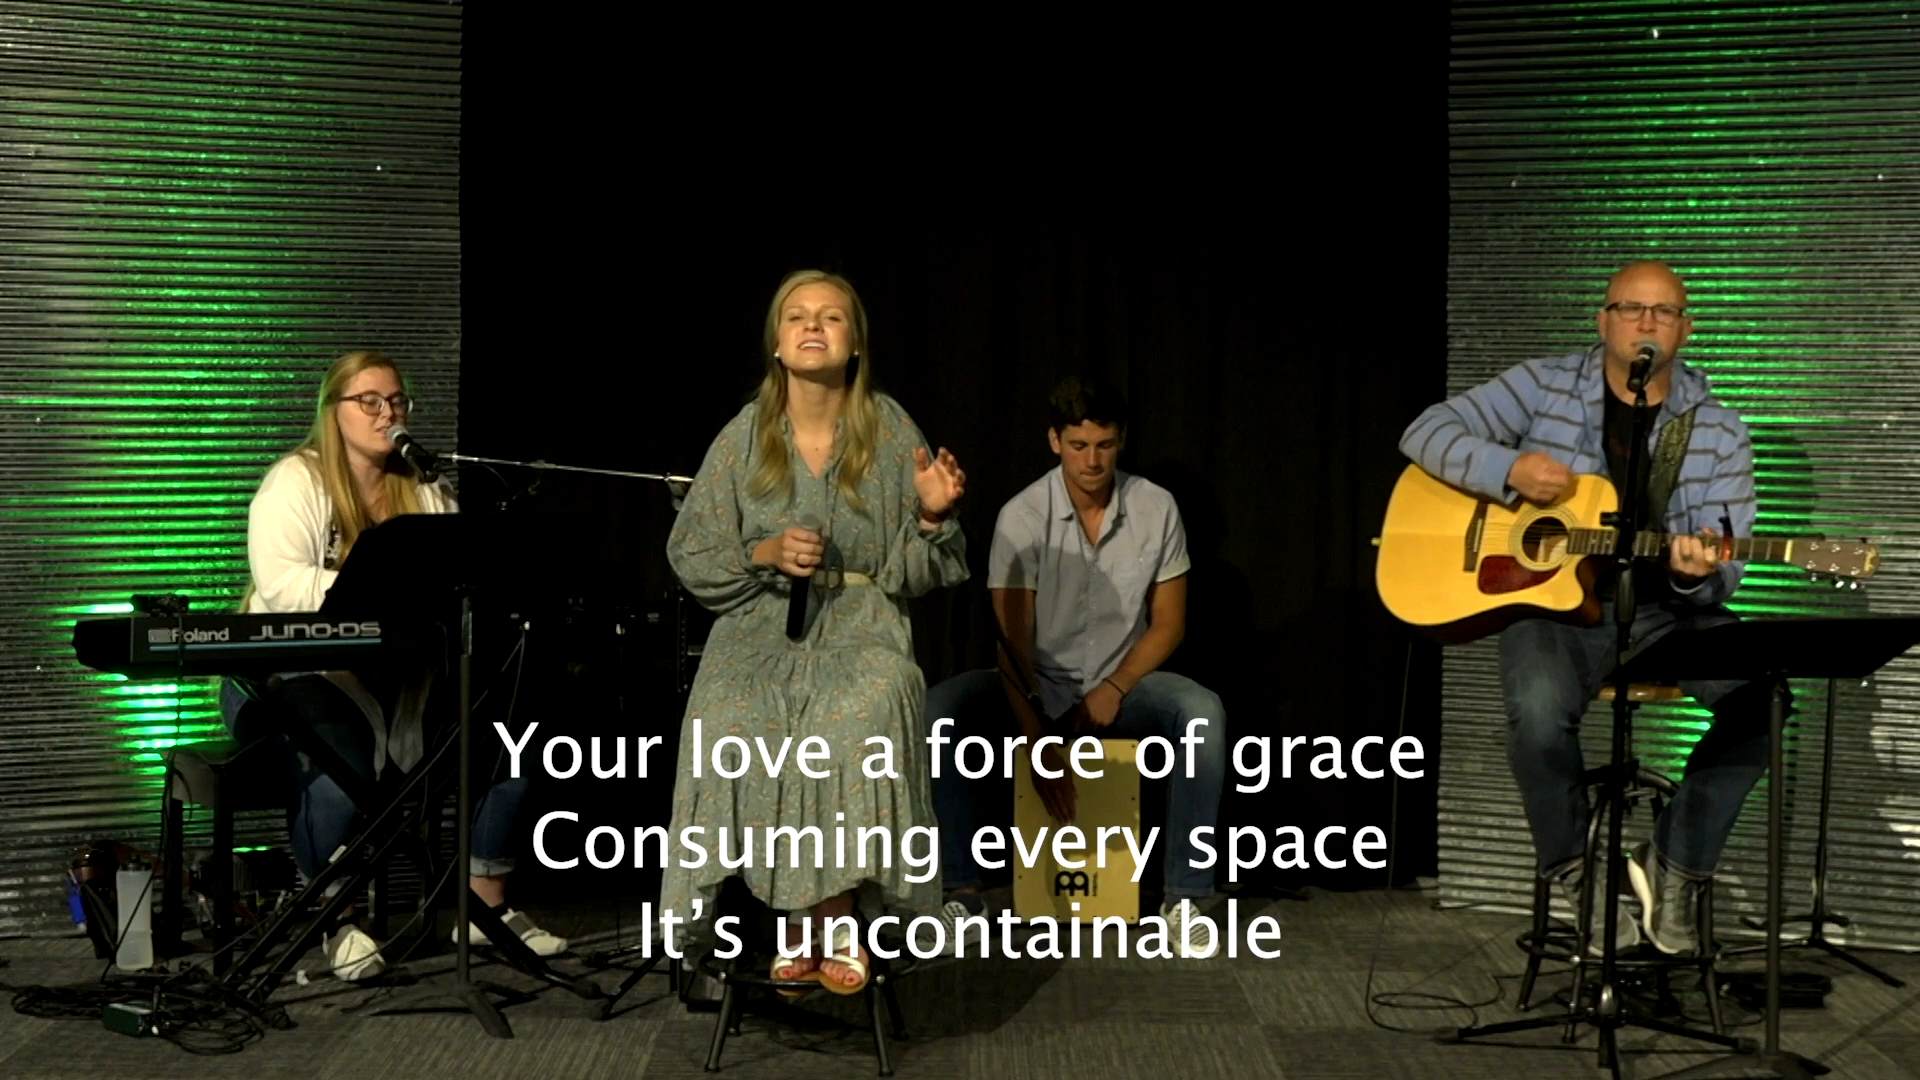 Roland JUNO-DS
Your love a force of grace
Consuming every space
It’s uncontainable